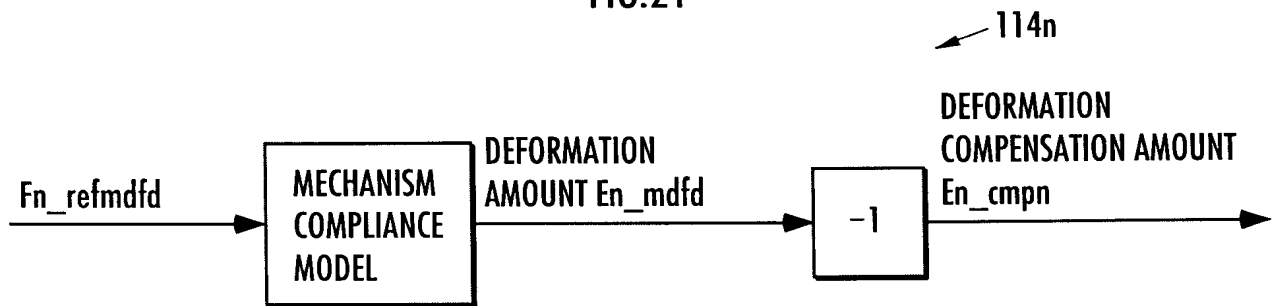 114n
DEFORMATION
COMPENSATION AMOUNT
En_cmpn
DEFORMATION
AMOUNT En_mdfd
Fn_refmdfd
MECHANISM
COMPLIANCE
MODEL
−1